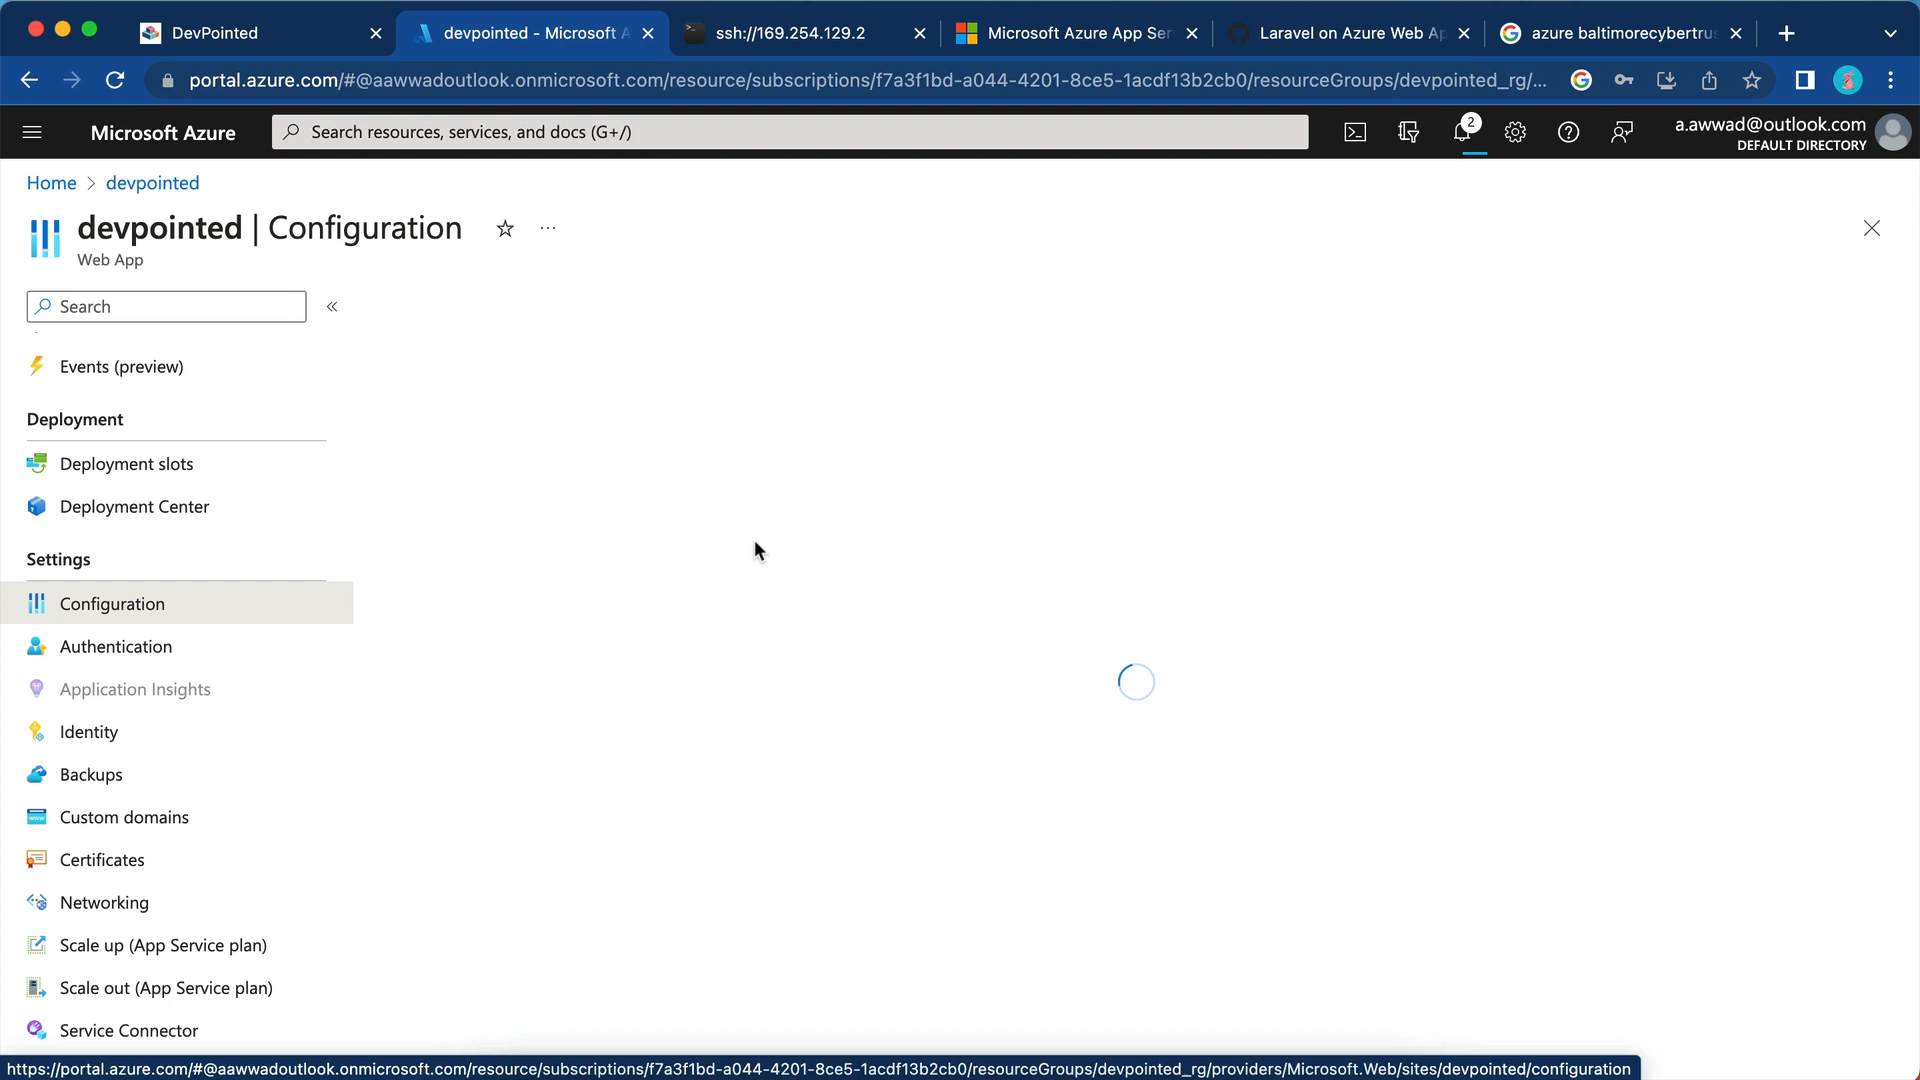 DevPointed
devpointed - Microsoft A
ssh://169.254.129.2
Microsoft Azure App Ser
Laravel on Azure Web Ap
azure baltimorecybertrus
portal.azure.com/#@aawwadoutlook.onmicrosoft.com/resource/subscriptions/f7a3f1bd-a044-4201-8ce5-1acdf13b2cb0/resourceGroups/devpointed_rg/...
Microsoft Azure
Search resources, services, and docs (G+/)
2
a.awwad@outlook.com
DEFAULT DIRECTORY
Home > devpointed
devpointed | Configuration
Web App
Search
Events (preview)
Deployment
Deployment slots
Deployment Center
Settings
Configuration
Authentication
Application Insights
Identity
Backups
Custom domains
Certificates
Networking
Scale up (App Service plan)
Scale out (App Service plan)
Service Connector
https://portal.azure.com/#@aawwadoutlook.onmicrosoft.com/resource/subscriptions/f7a3f1bd-a044-4201-8ce5-1acdf13b2cb0/resourceGroups/devpointed_rg/providers/Microsoft.Web/sites/devpointed/configuration